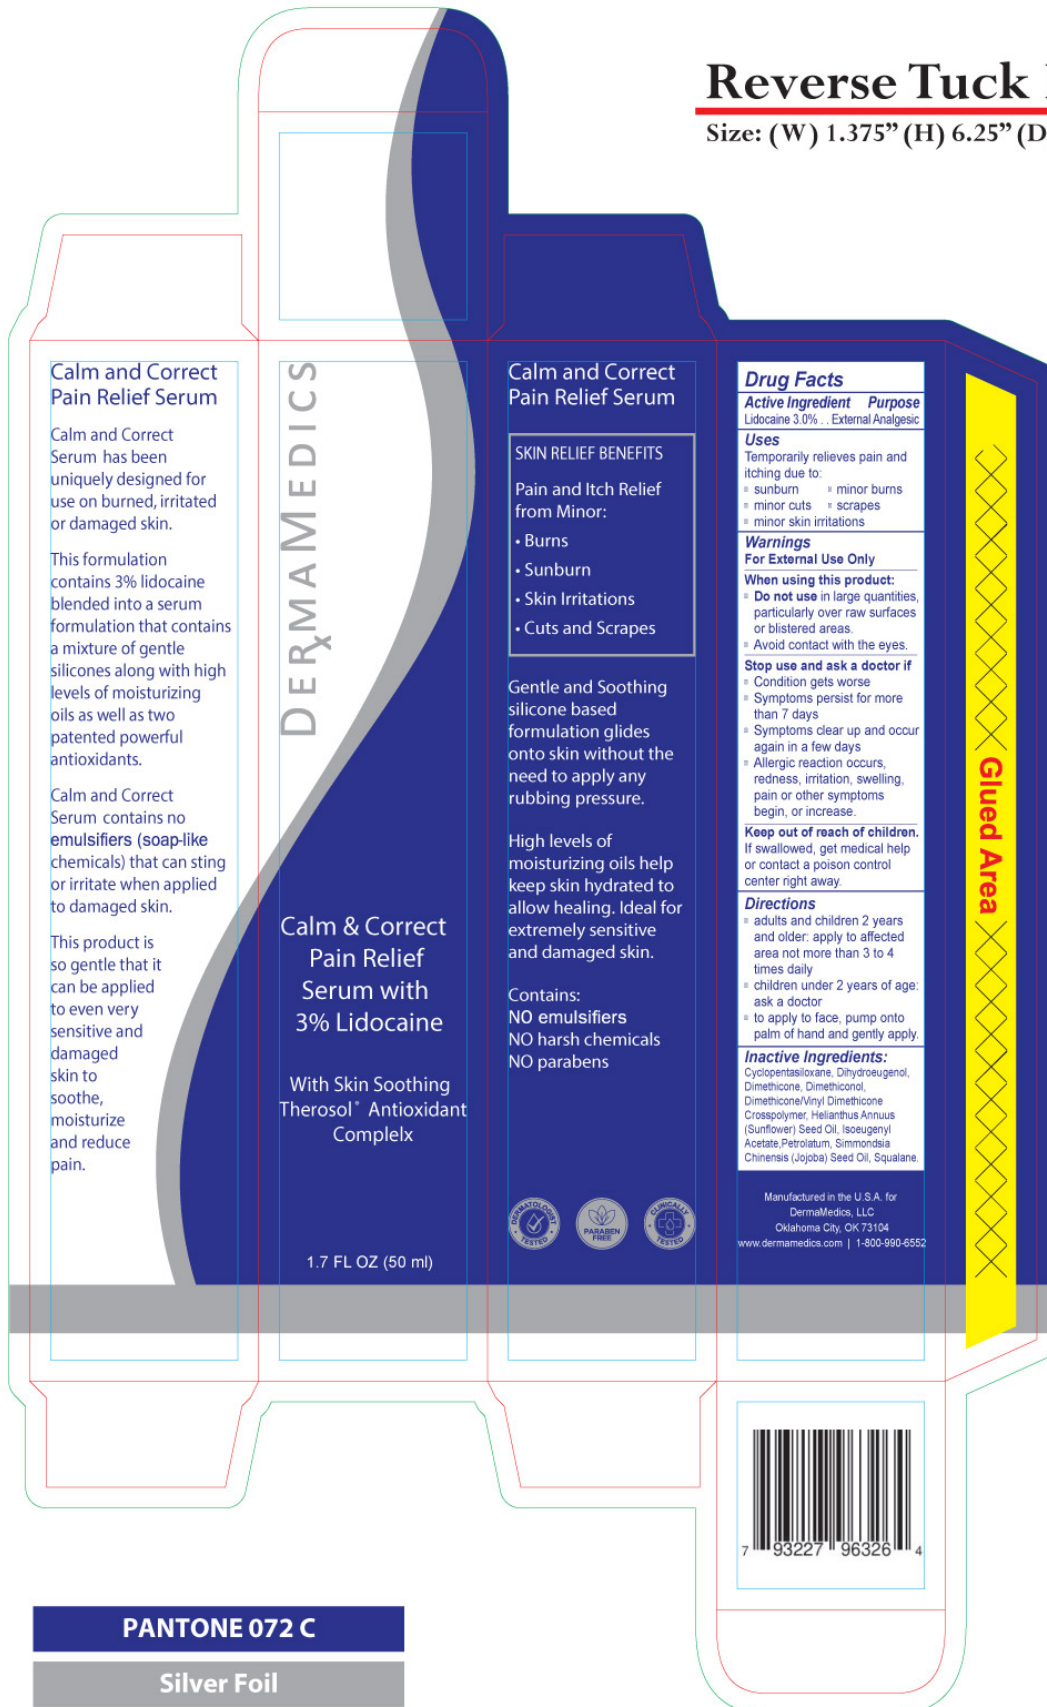 Reverse Tuck
Size: (W) 1.375” (H) 6.25” (D
Calm and Correct
Pain Relief Serum
Calm and Correct
Serum has been
uniquely designed for
use on burned, irritated
or damaged skin.
This formulation
contains 3% lidocaine
blended into a serum
formulation that contains
a mixture of gentle
silicones along with high
levels of moisturizing
oils as well as two
patented powerful
antioxidants.
Calm and Correct
Serum contains no
emulsifiers (soap-like
chemicals) that can sting
or irritate when applied
to damaged skin.
This product is
so gentle that it
can be applied
to even very
sensitive and
damaged
skin to
soothe,
moisturize
and reduce
pain.
DERMAMEDICS
Calm & Correct
Pain Relief
Serum with
3% Lidocaine
With Skin Soothing
Therosol® Antioxidant
Complelx
1.7 FL OZ (50 ml)
Calm and Correct
Pain Relief Serum
SKIN RELIEF BENEFITS
Pain and Itch Relief
from Minor:
• Burns
• Sunburn
• Skin Irritations
• Cuts and Scrapes
Gentle and Soothing
silicone based
formulation glides
onto skin without the
need to apply any
rubbing pressure.
High levels of
moisturizing oils help
keep skin hydrated to
allow healing. Ideal for
extremely sensitive
and damaged skin.
Contains:
NO emulsifiers
NO harsh chemicals
NO parabens
DERMATOLOGIST
• TESTED •
PARABEN
FREE
CLINICALLY
• TESTED •
Drug Facts
Active Ingredient Purpose
Lidocaine 3.0% . . External Analgesic
Uses
Temporarily relieves pain and
itching due to:
▪ sunburn ▪ minor burns
▪ minor cuts ▪ scrapes
▪ minor skin irritations
Warnings
For External Use Only
When using this product:
▪ Do not use in large quantities,
particularly over raw surfaces
or blistered areas.
▪ Avoid contact with the eyes.
Stop use and ask a doctor if
▪ Condition gets worse
▪ Symptoms persist for more
than 7 days
▪ Symptoms clear up and occur
again in a few days
▪ Allergic reaction occurs,
redness, irritation, swelling,
pain or other symptoms
begin, or increase.
Keep out of reach of children.
If swallowed, get medical help
or contact a poison control
center right away.
Directions
▪ adults and children 2 years
and older: apply to affected
area not more than 3 to 4
times daily
▪ children under 2 years of age:
ask a doctor
▪ to apply to face, pump onto
palm of hand and gently apply.
Inactive Ingredients:
Cyclopentasiloxane, Dihydroeugenol,
Dimethicone, Dimethiconol,
Dimethicone/Vinyl Dimethicone
Crosspolymer, Helianthus Annuus
(Sunflower) Seed Oil, Isoeugenyl
Acetate,Petrolatum, Simmondsia
Chinensis (Jojoba) Seed Oil, Squalane.
Manufactured in the U.S.A. for
DermaMedics, LLC
Oklahoma City, OK 73104
www.dermamedics.com | 1-800-990-6552
Glued Area
7 93227 96326 4
PANTONE 072 C
Silver Foil